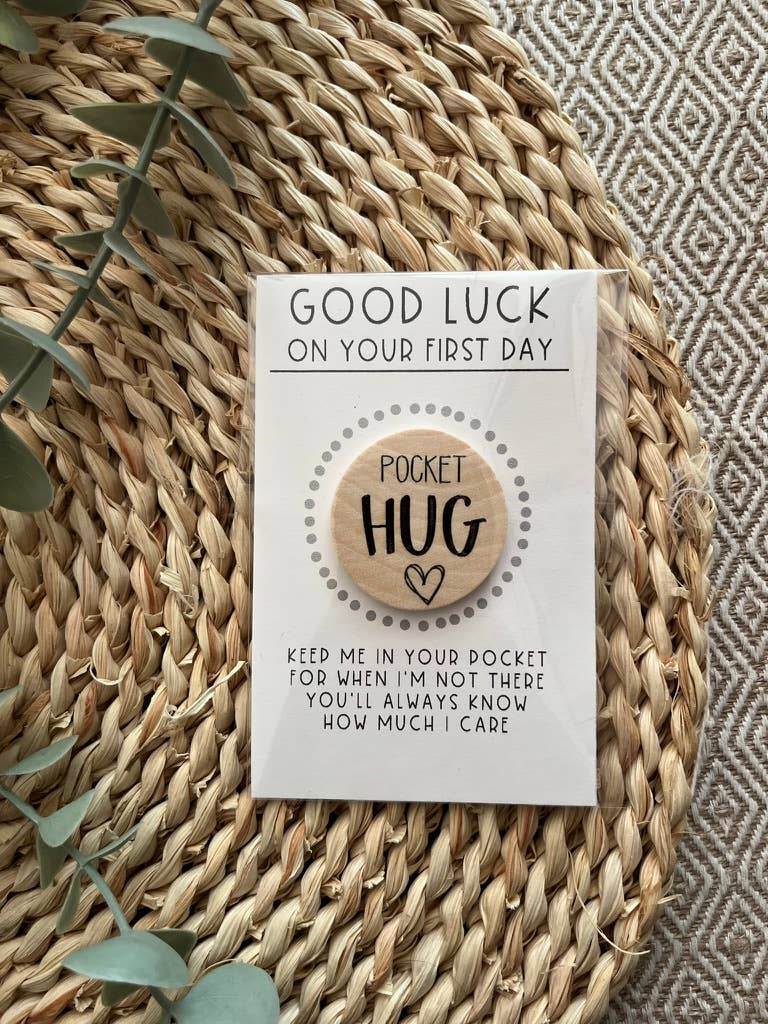 GOOD LUCK
ON YOUR FIRST DAY
POCKET
HUG
KEEP ME IN YOUR POCKET
FOR WHEN I'M NOT THERE
YOU'LL ALWAYS KNOW
HOW MUCH I CARE